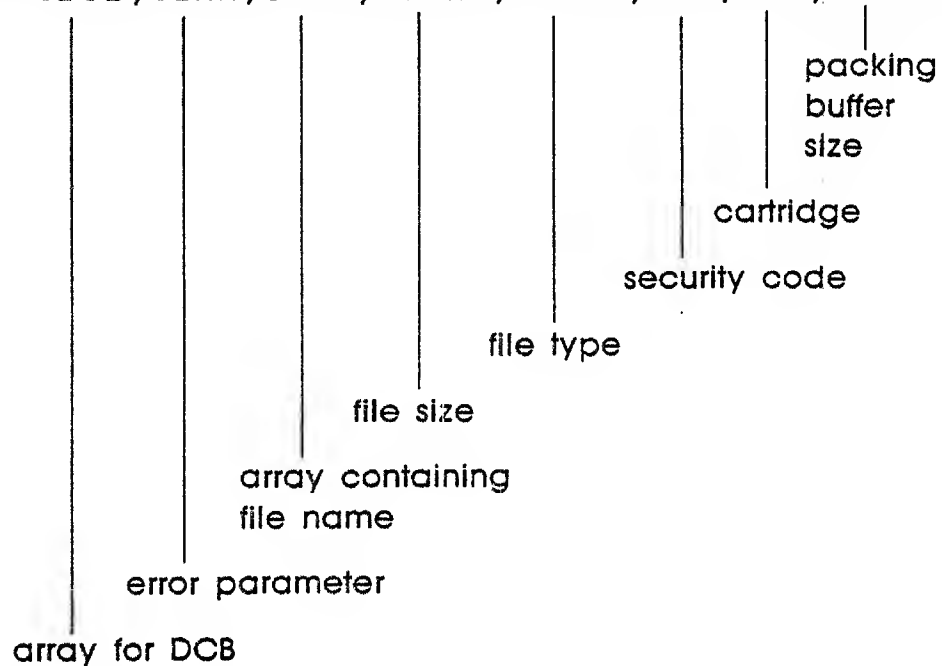 packing
buffer
size
cartridge
security code
file type
file size
array containing
file name
error parameter
array for DCB